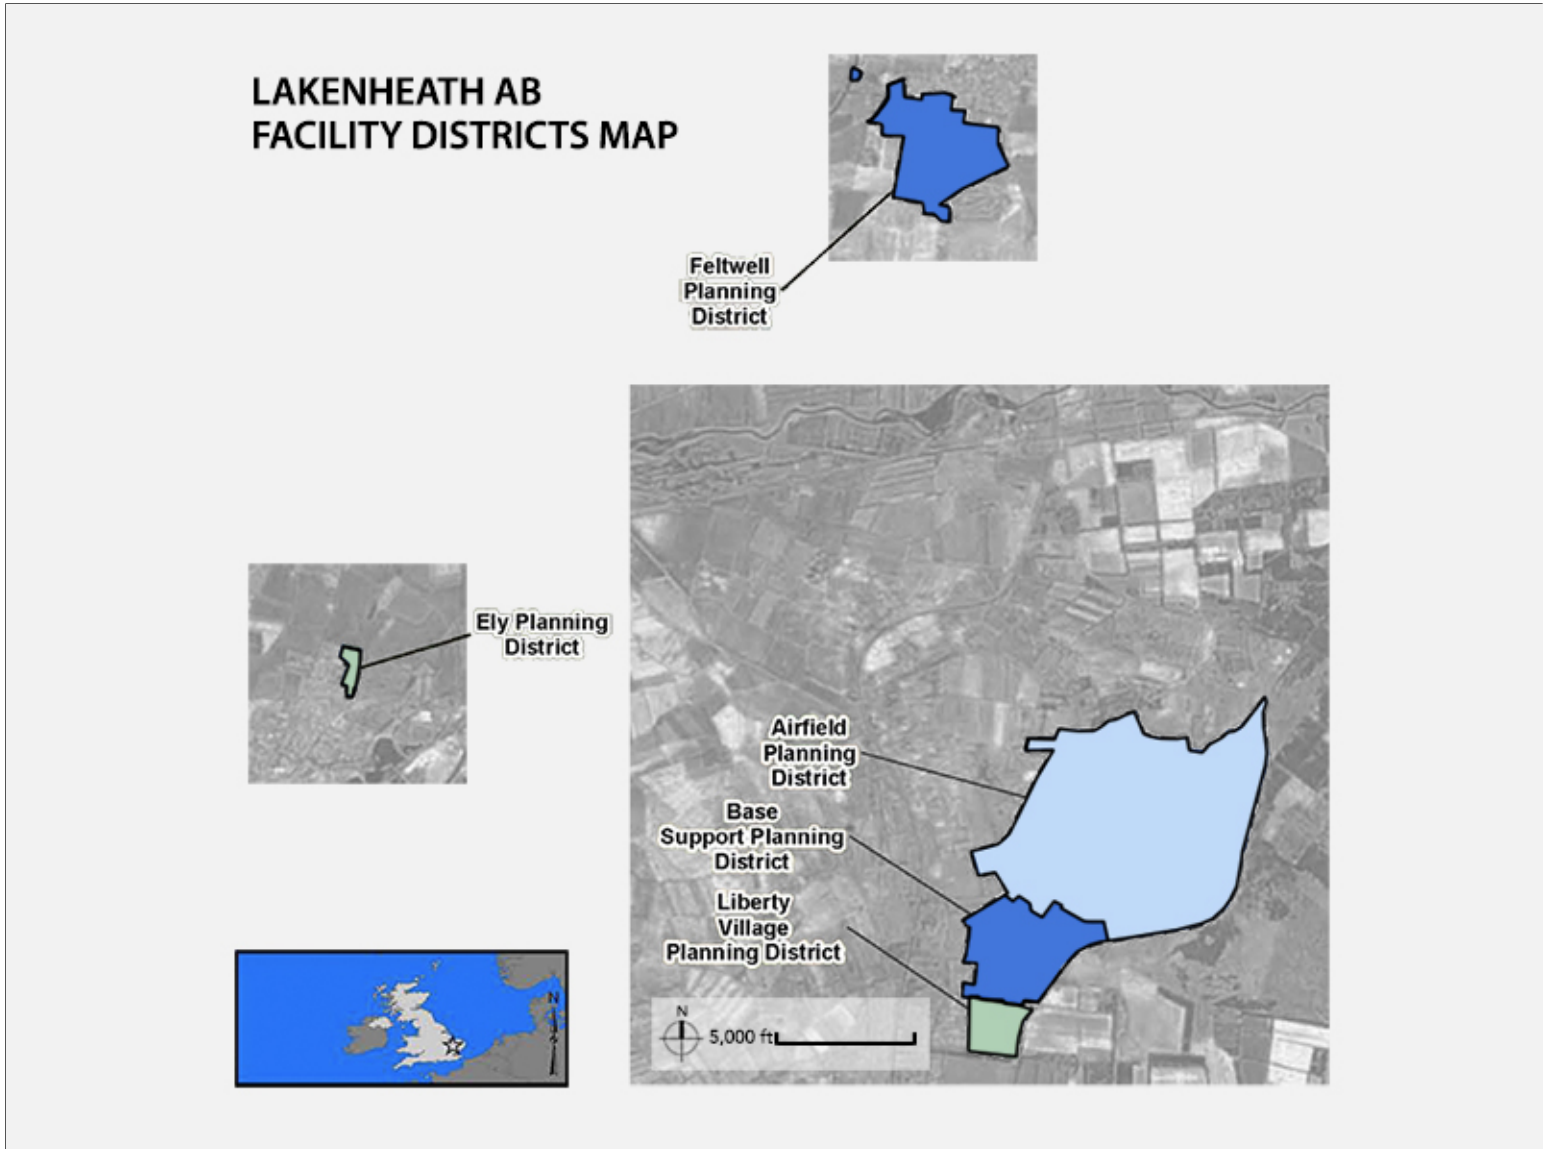 LAKENHEATH AB
FACILITY DISTRICTS MAP
Feltwell
Planning
District
Ely Planning
District
Airfield
Planning
District
Base
Support Planning
District
Liberty
Village
Planning District
N
5,000 ft
N